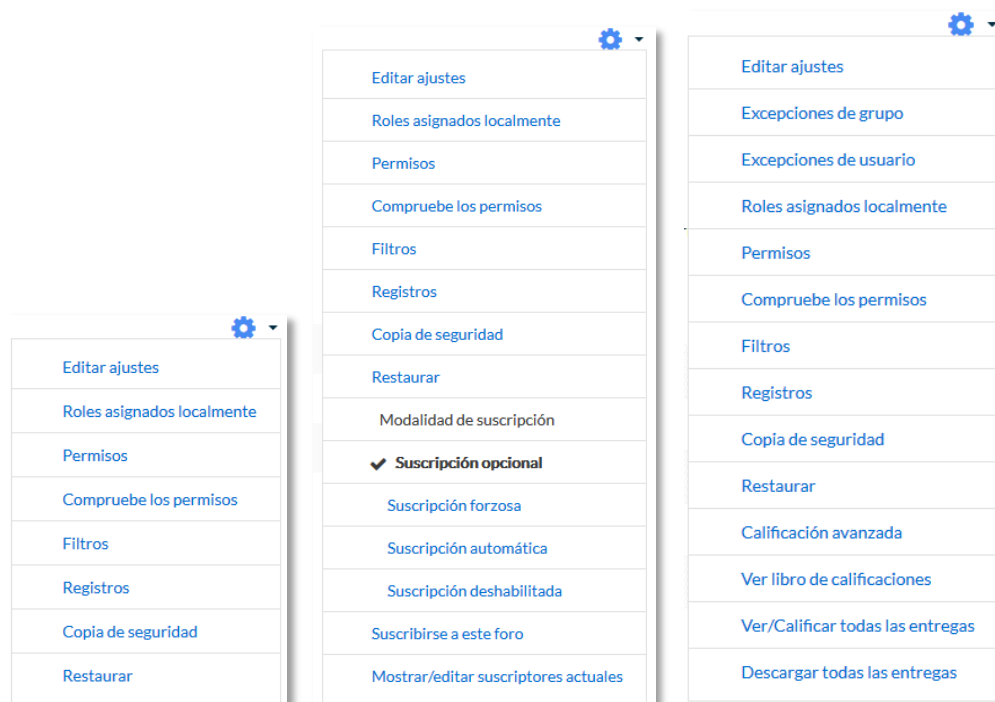 Editar ajustes
Roles asignados localmente
Permisos
Compruebe los permisos
Filtros
Registros
Copia de seguridad
Restaurar
Editar ajustes
Roles asignados localmente
Permisos
Compruebe los permisos
Filtros
Registros
Copia de seguridad
Restaurar
Modalidad de suscripción
Suscripción opcional
Suscripción forzosa
Suscripción automática
Suscripción deshabilitada
Suscribirse a este foro
Mostrar/editar suscriptores actuales
Editar ajustes
Excepciones de grupo
Excepciones de usuario
Roles asignados localmente
Permisos
Compruebe los permisos
Filtros
Registros
Copia de seguridad
Restaurar
Calificación avanzada
Ver libro de calificaciones
Ver/Calificar todas las entregas
Descargar todas las entregas